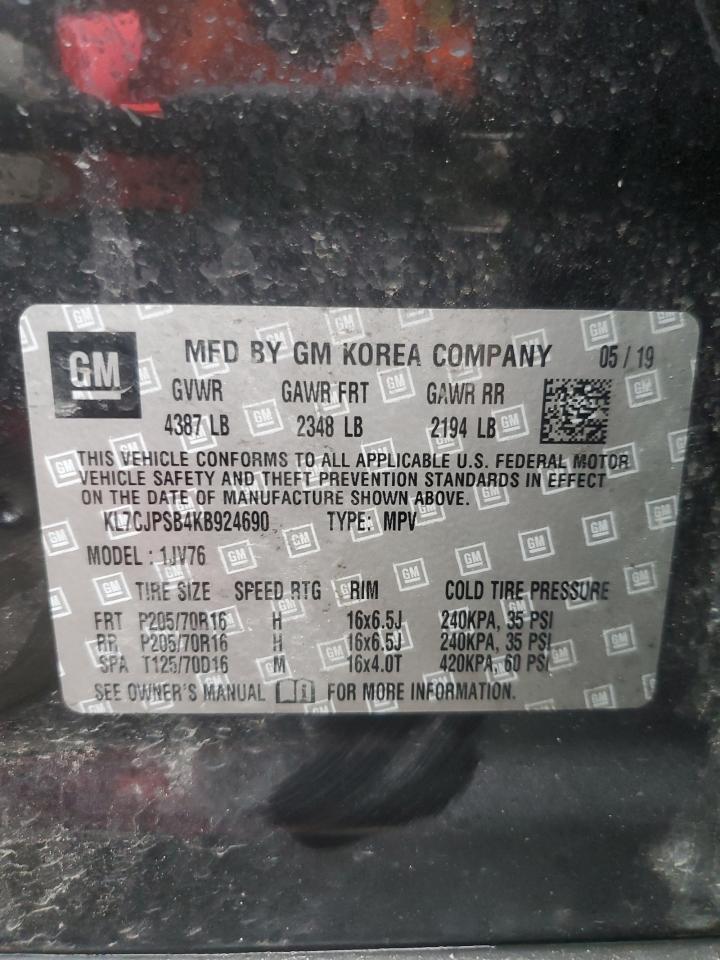 GM
MFD BY GM KOREA COMPANY 05 / 19
GVWR GAWR FRT GAWR RR
4387 LB 2348 LB 2194 LB
THIS VEHICLE CONFORMS TO ALL APPLICABLE U.S. FEDERAL MOTOR
VEHICLE SAFETY AND THEFT PREVENTION STANDARDS IN EFFECT
ON THE DATE OF MANUFACTURE SHOWN ABOVE.
KL7CJPSB4KB924690 TYPE: MPV
MODEL : 1JV76
TIRE SIZE SPEED RTG RIM COLD TIRE PRESSURE
FRT P205/70R16 H 16x6.5J 240KPA, 35 PSI
RR P205/70R16 H 16x6.5J 240KPA, 35 PSI
SPA T125/70D16 M 16x4.0T 420KPA, 60 PSI
SEE OWNER'S MANUAL FOR MORE INFORMATION.